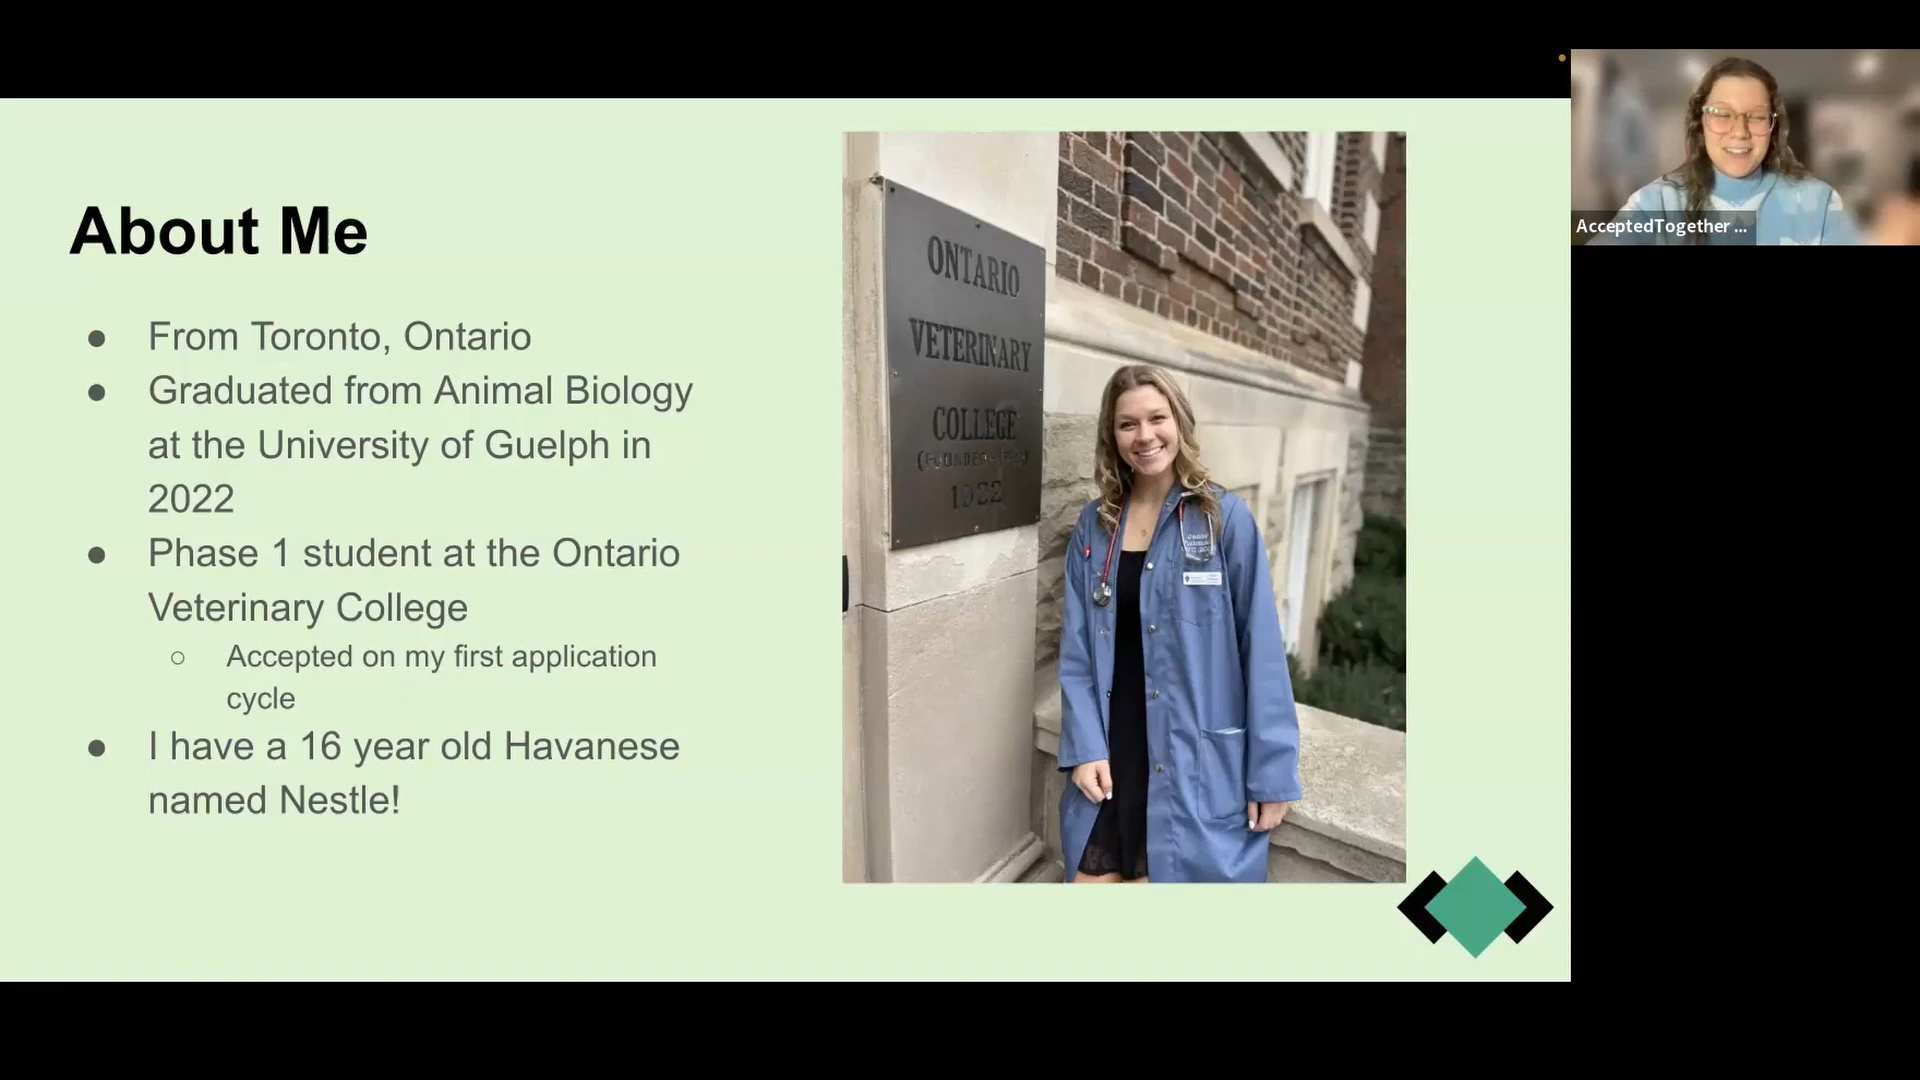 About Me
● From Toronto, Ontario
● Graduated from Animal Biology
at the University of Guelph in
2022
● Phase 1 student at the Ontario
Veterinary College
○ Accepted on my first application
cycle
● I have a 16 year old Havanese
named Nestle!
ONTARIO
VETERINARY
COLLEGE
1922
AcceptedTogether ...